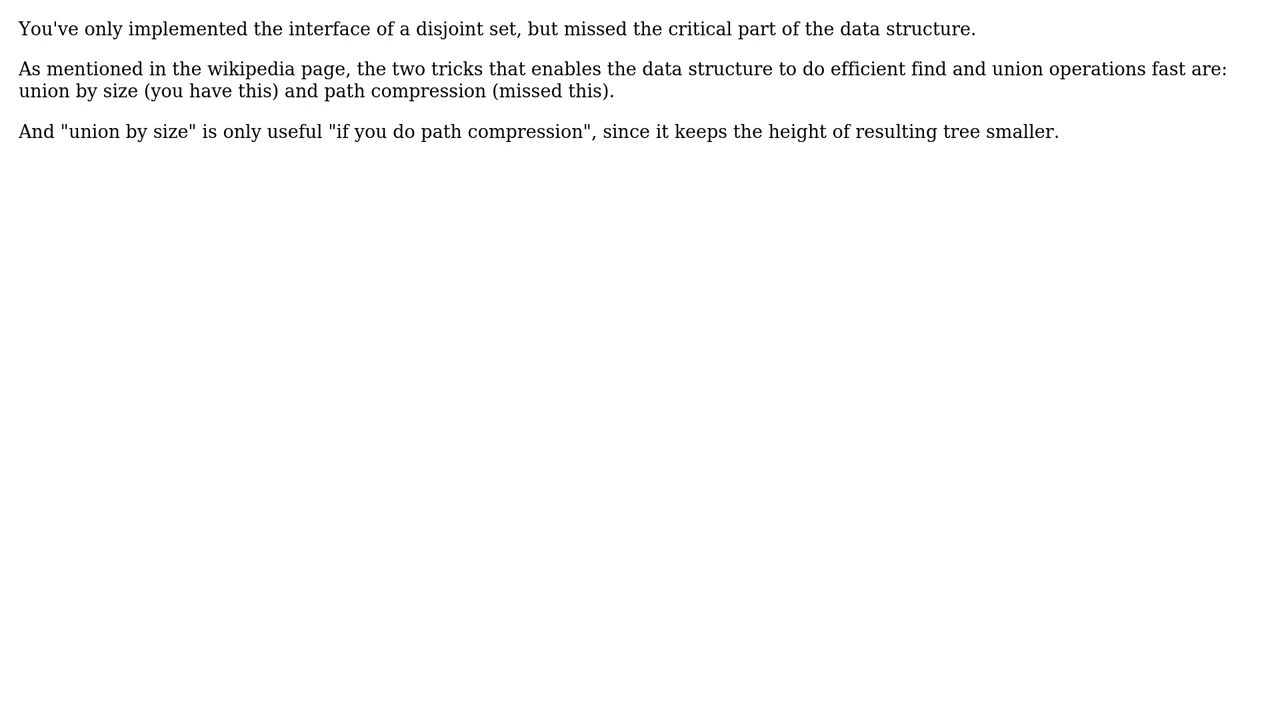 You've only implemented the interface of a disjoint set, but missed the critical part of the data structure.
As mentioned in the wikipedia page, the two tricks that enables the data structure to do efficient find and union operations fast are:
union by size (you have this) and path compression (missed this).
And "union by size" is only useful "if you do path compression", since it keeps the height of resulting tree smaller.